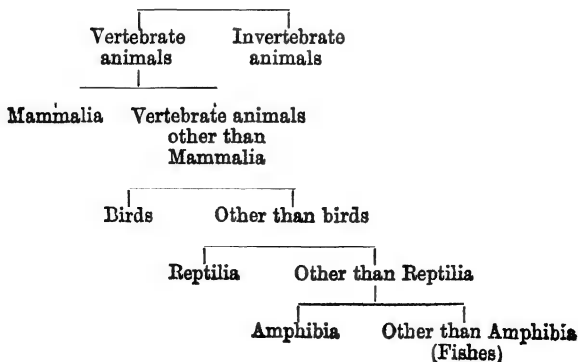 Vertebrate Invertebrate
animals animals
Mammalia Vertebrate animals
other than
Mammalia
Birds Other than birds
Reptilia Other than Reptilia
Amphibia Other than Amphibia
(Fishes)